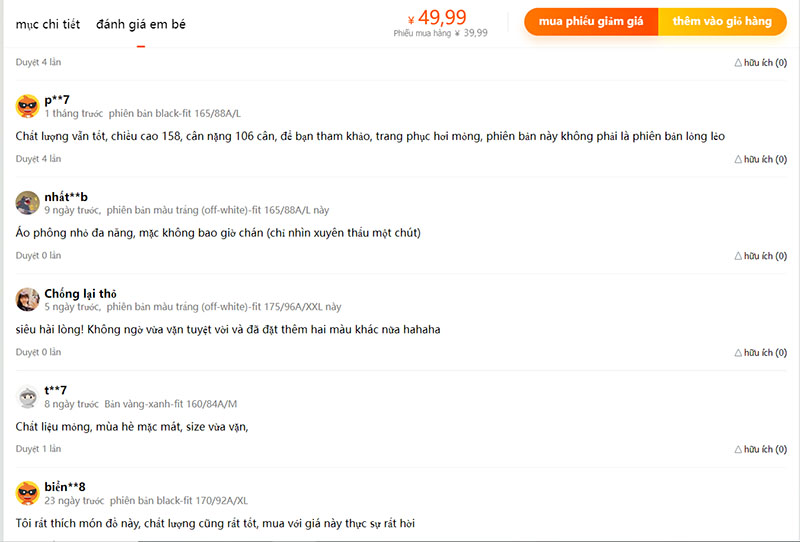 mục chi tiết đánh giá em bé ¥ 49,99 mua phiếu giảm giá thêm vào giỏ hàng
Phiếu mua hàng ¥ 39,99
Duyệt 4 lần △ hữu ích (0)
p**7
1 tháng trước phiên bản black-fit 165/88A/L
Chất lượng vẫn tốt, chiều cao 158, cân nặng 106 cân, để bạn tham khảo, trang phục hơi mỏng, phiên bản này không phải là phiên bản lỏng lẻo
Duyệt 4 lần △ hữu ích (0)
nhất**b
9 ngày trước, phiên bản màu trắng (off-white)-fit 165/88A/L này
Áo phông nhỏ đa năng, mặc không bao giờ chán (chỉ nhìn xuyên thấu một chút)
Duyệt 0 lần △ hữu ích (0)
Chống lại thỏ
5 ngày trước, phiên bản màu trắng (off-white)-fit 175/96A/XXL này
siêu hài lòng! Không ngờ vừa vặn tuyệt vời và đã đặt thêm hai màu khác nữa hahaha
Duyệt 0 lần △ hữu ích (0)
t**7
8 ngày trước Bản vàng-xanh-fit 160/84A/M
Chất liệu mỏng, mùa hè mặc mát, size vừa vặn,
Duyệt 1 lần △ hữu ích (0)
biển**8
23 ngày trước phiên bản black-fit 170/92A/XL
Tôi rất thích món đồ này, chất lượng cũng rất tốt, mua với giá này thực sự rất hời